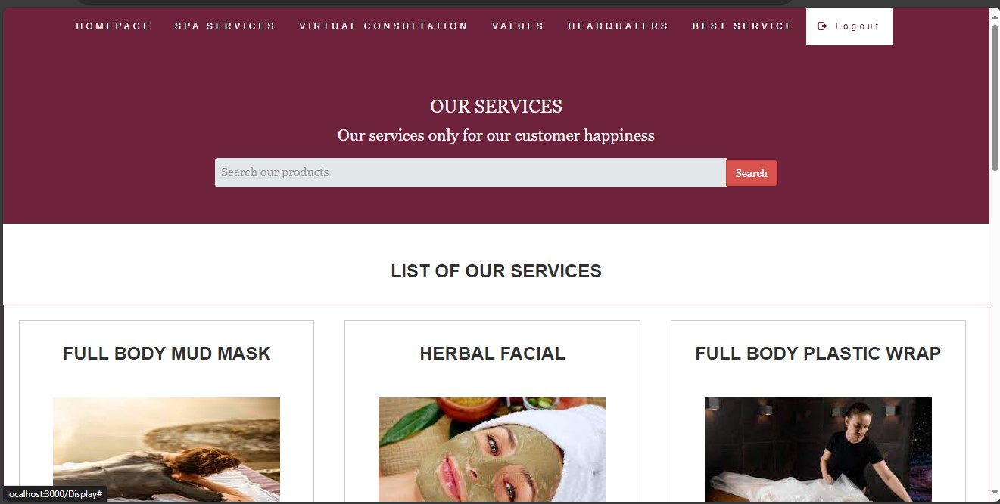 HOMEPAGE SPA SERVICES VIRTUAL CONSULTATION VALUES HEADQUATERS BEST SERVICE Logout
OUR SERVICES
Our services only for our customer happiness
Search our products Search
LIST OF OUR SERVICES
FULL BODY MUD MASK HERBAL FACIAL FULL BODY PLASTIC WRAP
localhost:3000/Display#